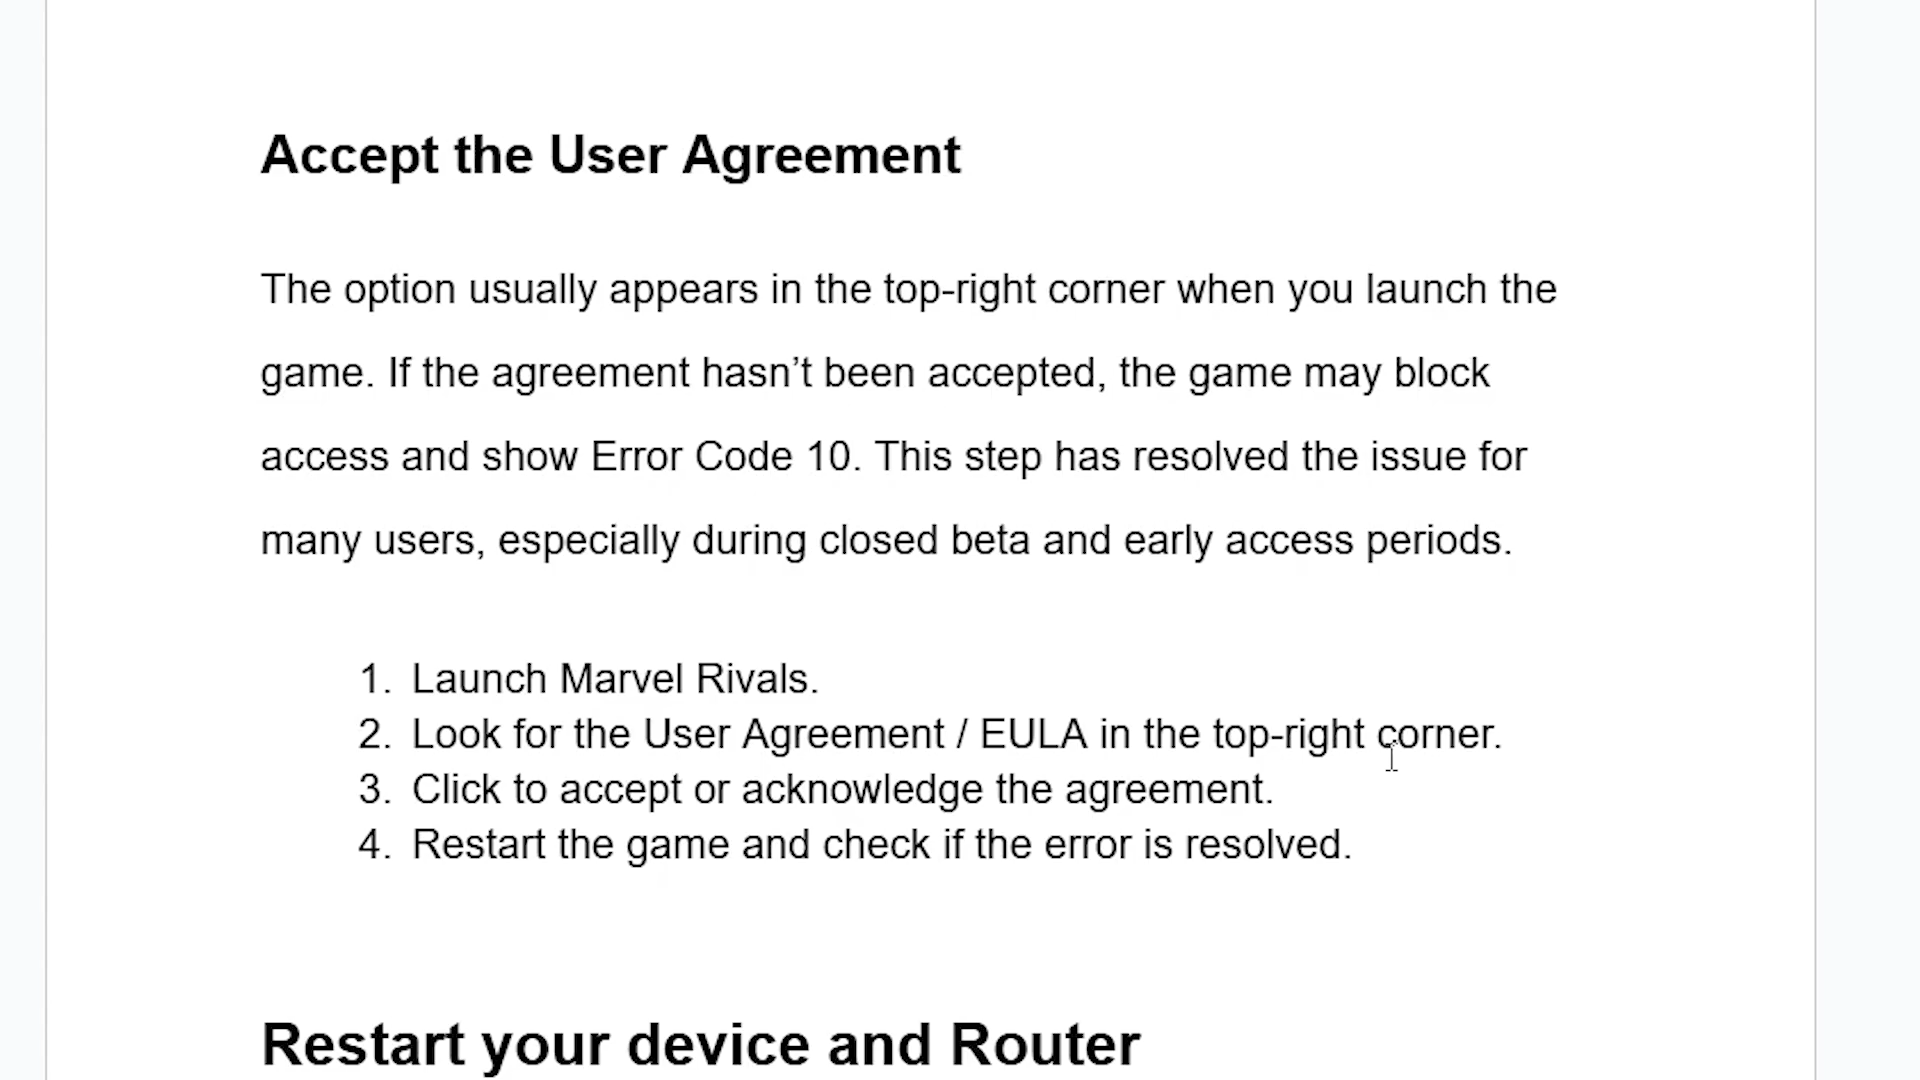 Accept the User Agreement
The option usually appears in the top-right corner when you launch the
game. If the agreement hasn’t been accepted, the game may block
access and show Error Code 10. This step has resolved the issue for
many users, especially during closed beta and early access periods.
1. Launch Marvel Rivals.
2. Look for the User Agreement / EULA in the top-right corner.
3. Click to accept or acknowledge the agreement.
4. Restart the game and check if the error is resolved.
Restart your device and Router